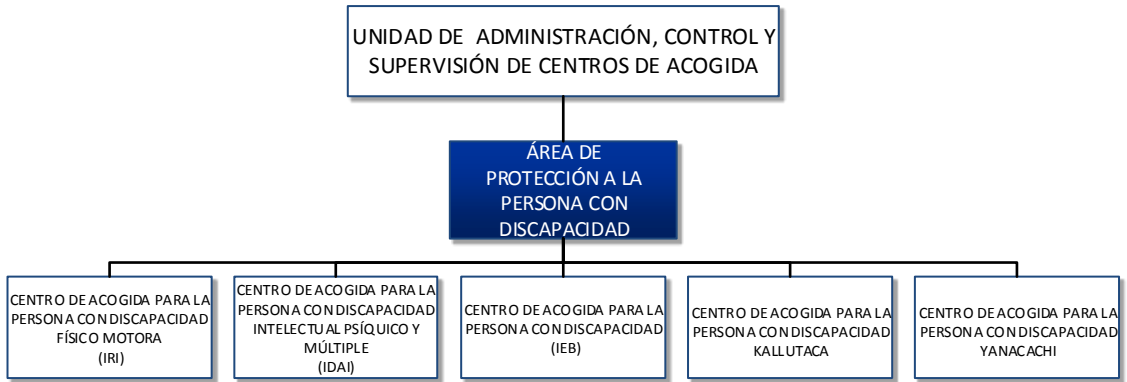 UNIDAD DE ADMINISTRACIÓN, CONTROL Y
SUPERVISIÓN DE CENTROS DE ACOGIDA
ÁREA DE
PROTECCIÓN A LA
PERSONA CON
DISCAPACIDAD
CENTRO DE ACOGIDA PARA LA
PERSONA CON DISCAPACIDAD
FÍSICO MOTORA
(IRI)
CENTRO DE ACOGIDA PARA LA
PERSONA CON DISCAPACIDAD
INTELECTUAL PSÍQUICO Y
MÚLTIPLE
(IDAI)
CENTRO DE ACOGIDA PARA LA
PERSONA CON DISCAPACIDAD
(IEB)
CENTRO DE ACOGIDA PARA LA
PERSONA CON DISCAPACIDAD
KALLUTACA
CENTRO DE ACOGIDA PARA LA
PERSONA CON DISCAPACIDAD
YANACACHI